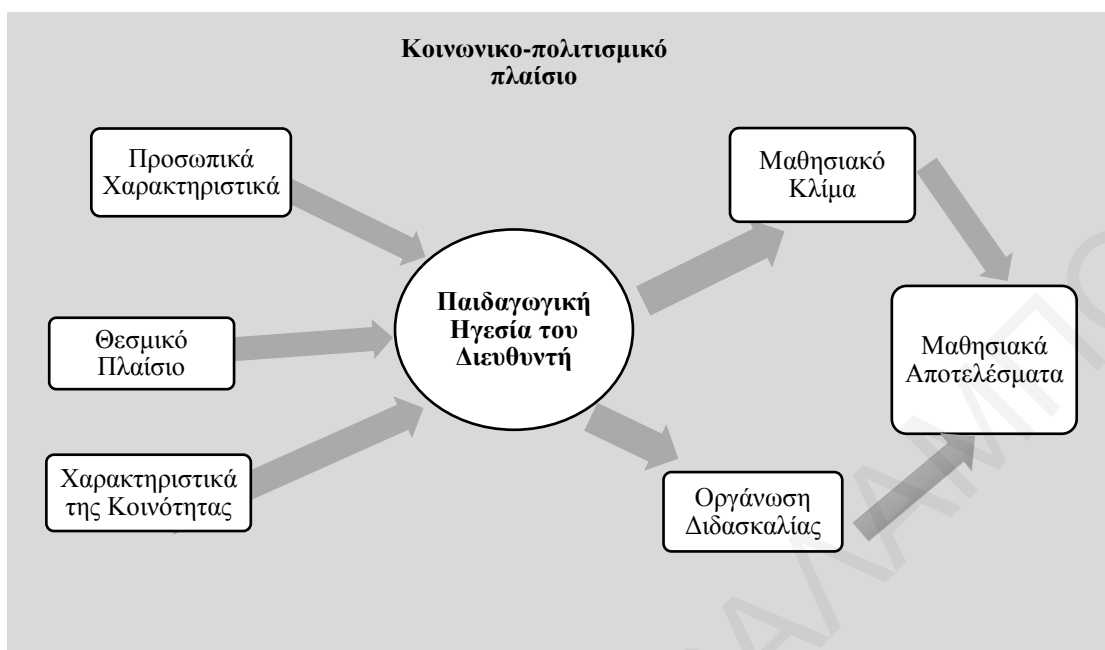 Κοινωνικο-πολιτισμικό
πλαίσιο
Προσωπικά
Χαρακτηριστικά
Θεσμικό
Πλαίσιο
Χαρακτηριστικά
της Κοινότητας
Παιδαγωγική
Ηγεσία του
Διευθυντή
Μαθησιακό
Κλίμα
Οργάνωση
Διδασκαλίας
Μαθησιακά
Αποτελέσματα